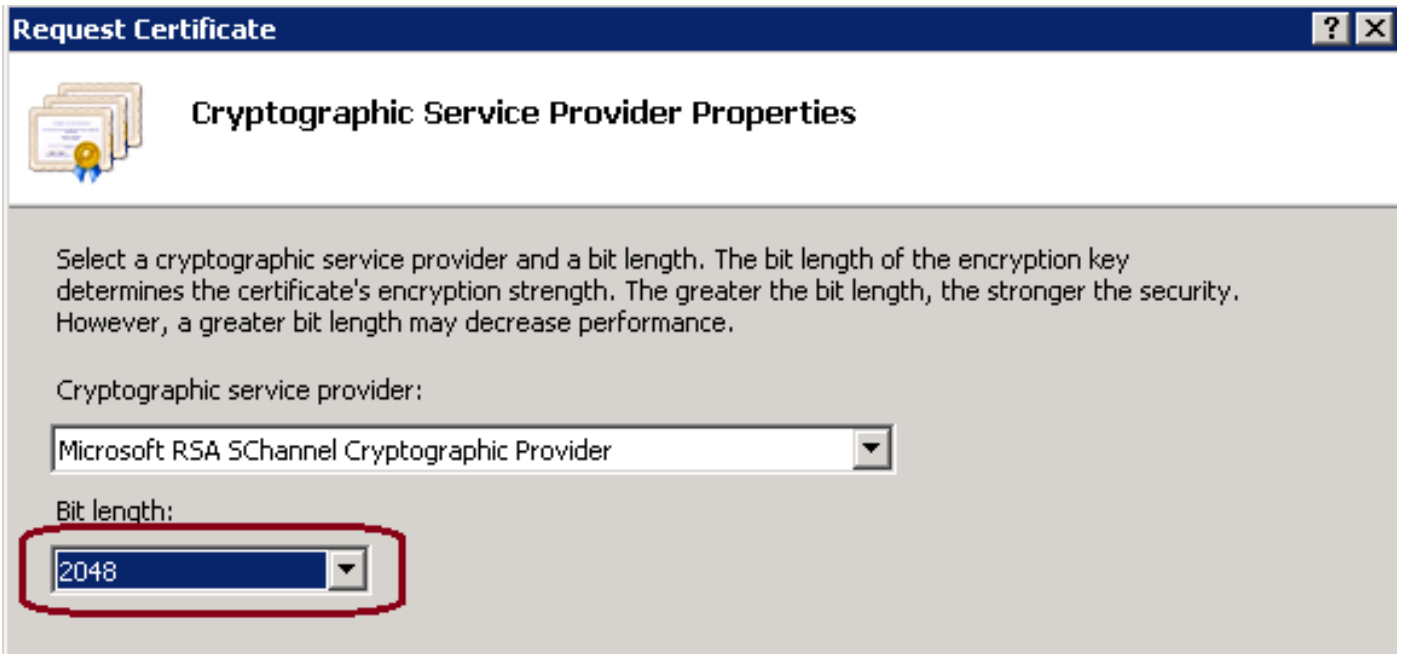 Request Certificate
Cryptographic Service Provider Properties
Select a cryptographic service provider and a bit length. The bit length of the encryption key
determines the certificate's encryption strength. The greater the bit length, the stronger the security.
However, a greater bit length may decrease performance.
Cryptographic service provider:
Microsoft RSA SChannel Cryptographic Provider
Bit length:
2048